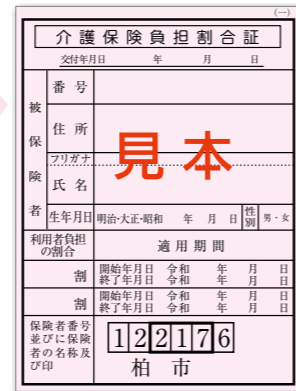 (一)
介護保険負担割合証
交付年月日 年 月 日
被保険者
番号
住所
フリガナ
氏名
生年月日 明治・大正・昭和 年 月 日 性別 男・女
見本
利用者負担の割合 適用期間
割 開始年月日 令和 年 月 日
終了年月日 令和 年 月 日
割 開始年月日 令和 年 月 日
終了年月日 令和 年 月 日
保険者番号
並びに保険
者の名称及
び印
122176
柏市